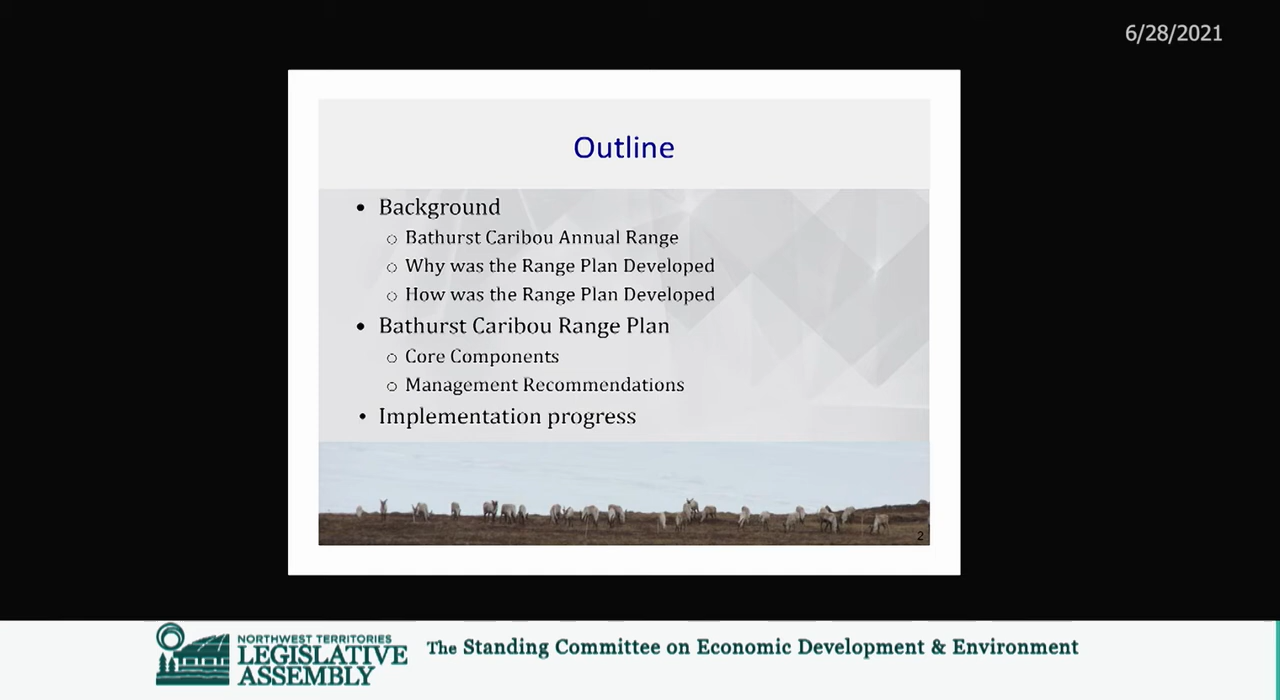 6/28/2021
Outline
• Background
○ Bathurst Caribou Annual Range
○ Why was the Range Plan Developed
○ How was the Range Plan Developed
• Bathurst Caribou Range Plan
○ Core Components
○ Management Recommendations
• Implementation progress
2
NORTHWEST TERRITORIES
LEGISLATIVE
ASSEMBLY
The Standing Committee on Economic Development & Environment